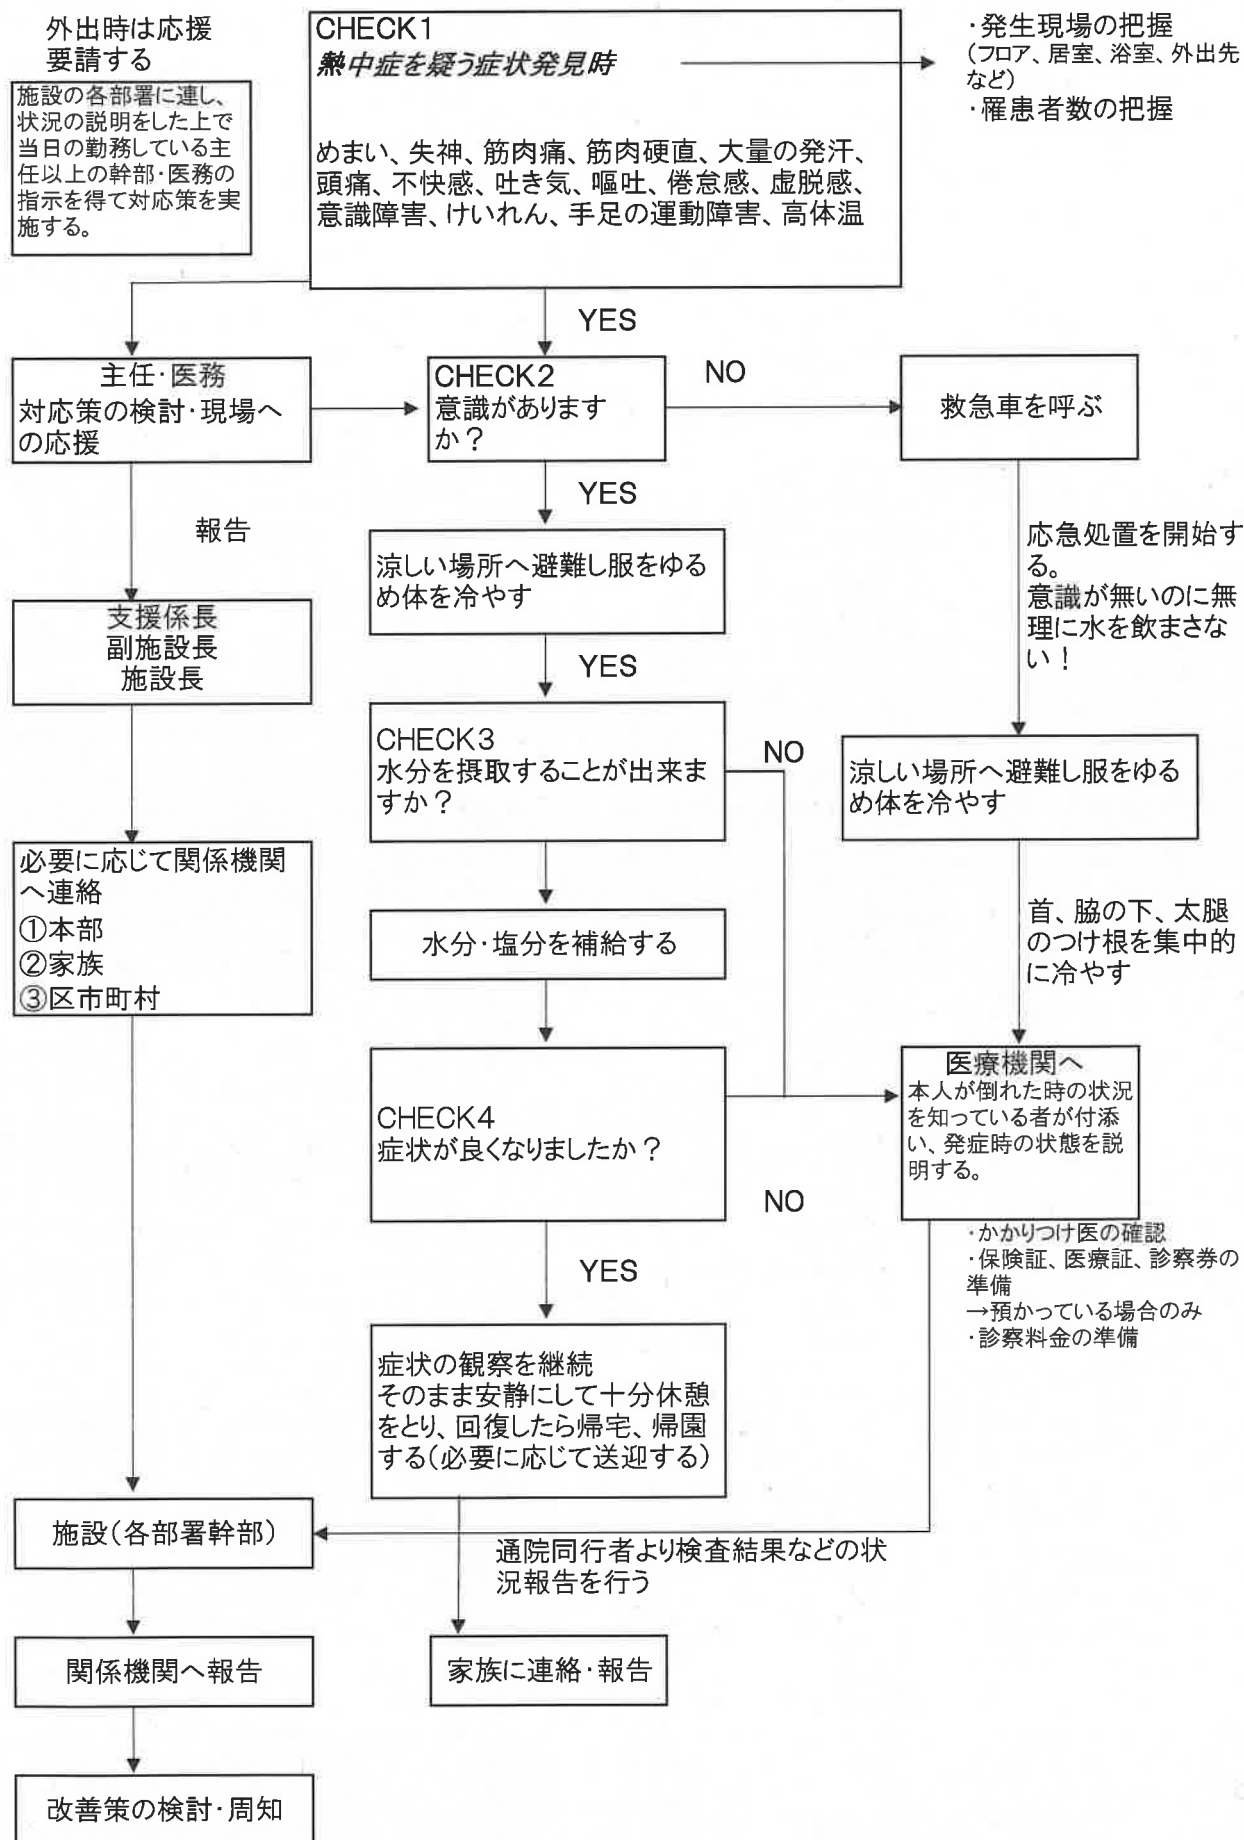 外出時は応援
要請する
施設の各部署に連し、
状況の説明をした上で
当日の勤務している主
任以上の幹部・医務の
指示を得て対応策を実
施する。
CHECK1
熱中症を疑う症状発見時
めまい、失神、筋肉痛、筋肉硬直、大量の発汗、
頭痛、不快感、吐き気、嘔吐、倦怠感、虚脱感、
意識障害、けいれん、手足の運動障害、高体温
・発生現場の把握
(フロア、居室、浴室、外出先
など)
・罹患者数の把握
YES
主任・医務
対応策の検討・現場へ
の応援
CHECK2
意識があります
か？
NO
救急車を呼ぶ
YES
報告
涼しい場所へ避難し服をゆる
め体を冷やす
応急処置を開始す
る。
意識が無いのに無
理に水を飲まさな
い！
支援係長
副施設長
施設長
YES
CHECK3
水分を摂取することが出来ま
すか？
NO
涼しい場所へ避難し服をゆる
め体を冷やす
必要に応じて関係機関
へ連絡
①本部
②家族
③区市町村
水分・塩分を補給する
首、脇の下、太腿
のつけ根を集中的
に冷やす
CHECK4
症状が良くなりましたか？
NO
医療機関へ
本人が倒れた時の状況
を知っている者が付添
い、発症時の状態を説
明する。
・かかりつけ医の確認
・保険証、医療証、診察券の
準備
→預かっている場合のみ
・診察料金の準備
YES
症状の観察を継続
そのまま安静にして十分休憩
をとり、回復したら帰宅、帰園
する(必要に応じて送迎する)
施設(各部署幹部)
通院同行者より検査結果などの状
況報告を行う
関係機関へ報告
家族に連絡・報告
改善策の検討・周知